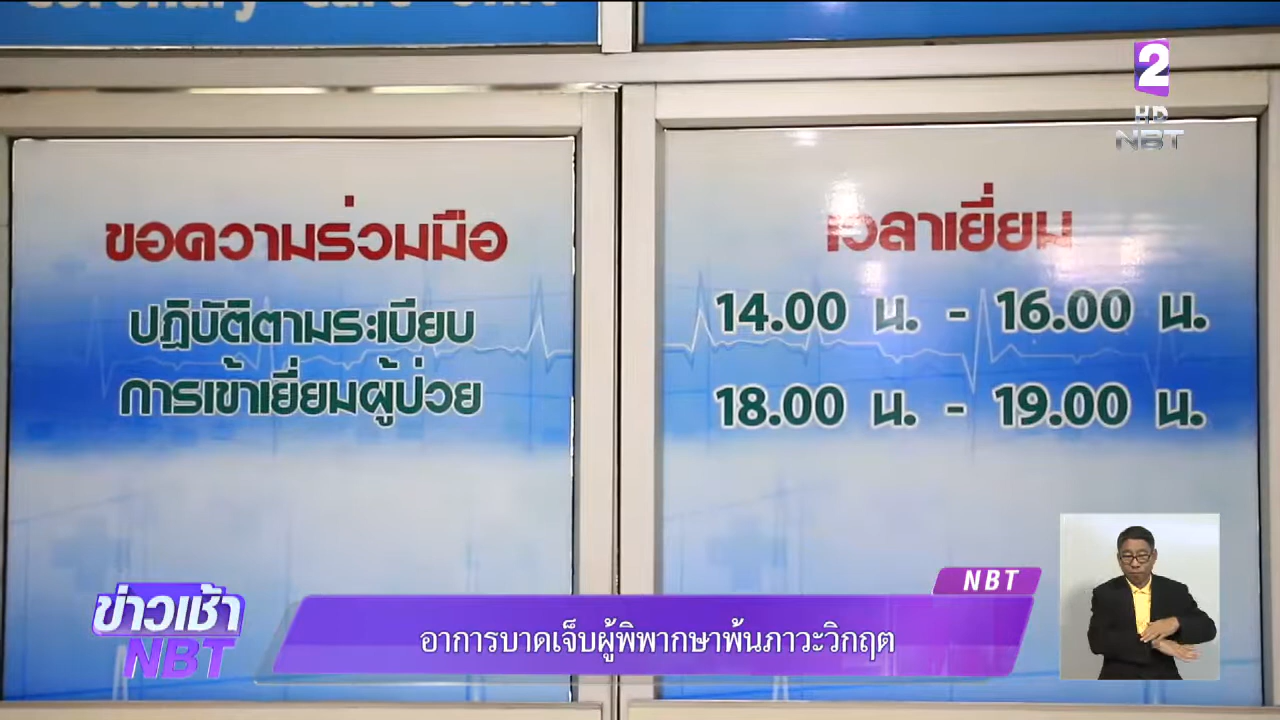 Coronary Care Unit
2
HD
NBT
ขอความร่วมมือ
ปฏิบัติตามระเบียบ
การเข้าเยี่ยมผู้ป่วย
เวลาเยี่ยม
14.00 น. - 16.00 น.
18.00 น. - 19.00 น.
ข่าวเช้า
NBT
NBT
อาการบาดเจ็บผู้พิพากษาพ้นภาวะวิกฤต